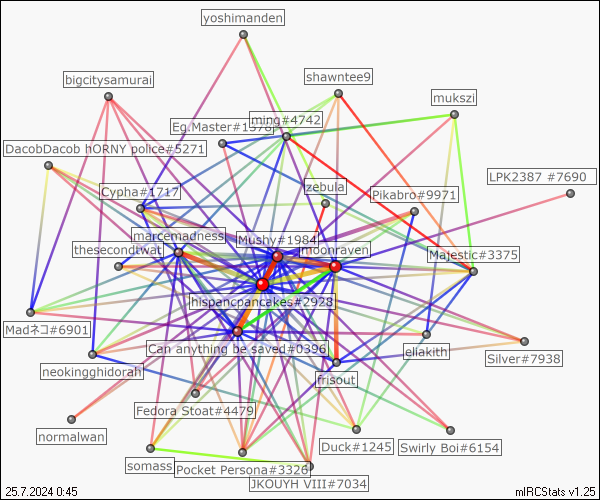 yoshimanden
shawntee9
bigcitysamurai
mukszi
ming#4742
Eg.Master#1378
DacobDacob hORNY police#5271
LPK2387 #7690
zebula
Cypha#1717
Pikabro#9971
marcemadness
Mushy#1984
thesecondtwat
moonraven
Majestic#3375
hispancpancakes#2928
Madネコ#6901
Can anything be saved#0396
eliakith
Silver#7938
neokingghidorah
frisout
Fedora Stoat#4479
normalwan
Duck#1245
Swirly Boi#6154
somass
Pocket Persona#3326
JKOUYH VIII#7034
25.7.2024 0:45
mIRCStats v1.25